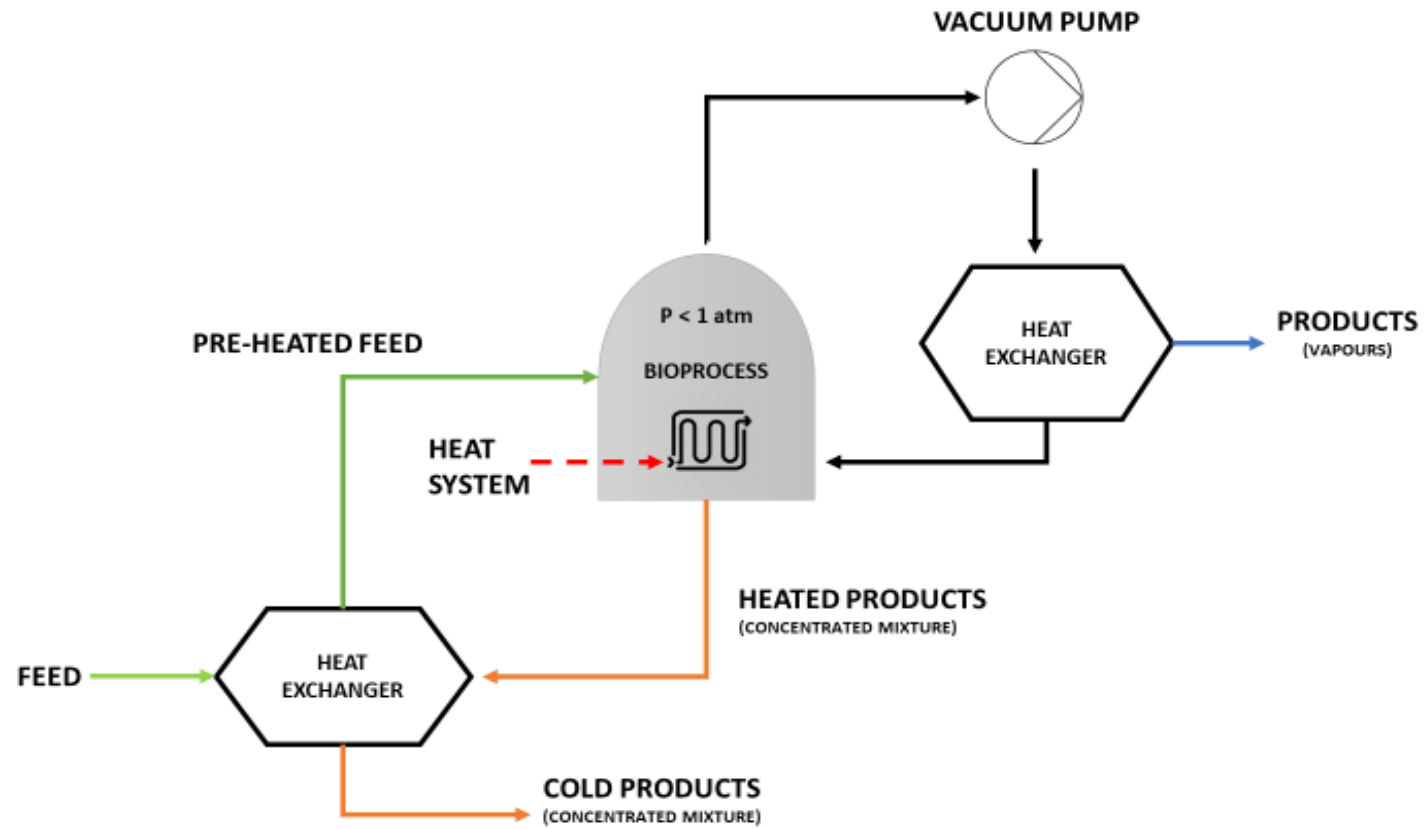 VACUUM PUMP
P < 1 atm
BIOPROCESS
HEAT
EXCHANGER
PRODUCTS
(VAPOURS)
PRE-HEATED FEED
HEAT
SYSTEM
HEATED PRODUCTS
(CONCENTRATED MIXTURE)
FEED
HEAT
EXCHANGER
COLD PRODUCTS
(CONCENTRATED MIXTURE)